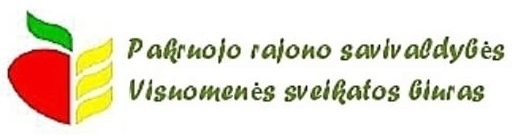 Pakruojo rajono savivaldybės
Visuomenės sveikatos biuras